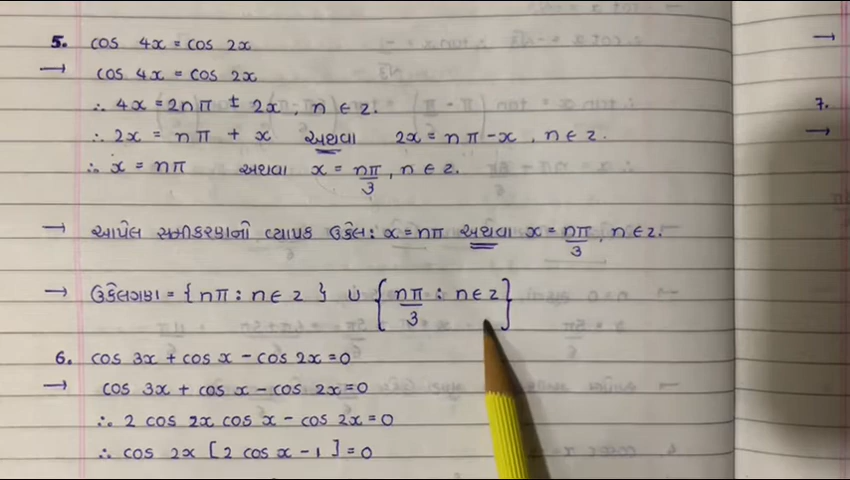 5. cos 4x = cos 2x
→ cos 4x = cos 2x
∴ 4x = 2nπ ± 2x, n ∈ z.
∴ 2x = nπ + x અથવા 2x = nπ - x, n ∈ z.
∴ x = nπ અથવા x = nπ/3, n ∈ z.
→ આપેલ સમીકરણનો વ્યાપક ઉકેલ: x = nπ અથવા x = nπ/3, n ∈ z.
→ ઉકેલગણ = { nπ : n ∈ z } ∪ { nπ/3 : n ∈ z }
6. cos 3x + cos x - cos 2x = 0
→ cos 3x + cos x - cos 2x = 0
∴ 2 cos 2x cos x - cos 2x = 0
∴ cos 2x [2 cos x - 1] = 0
→
7.
→